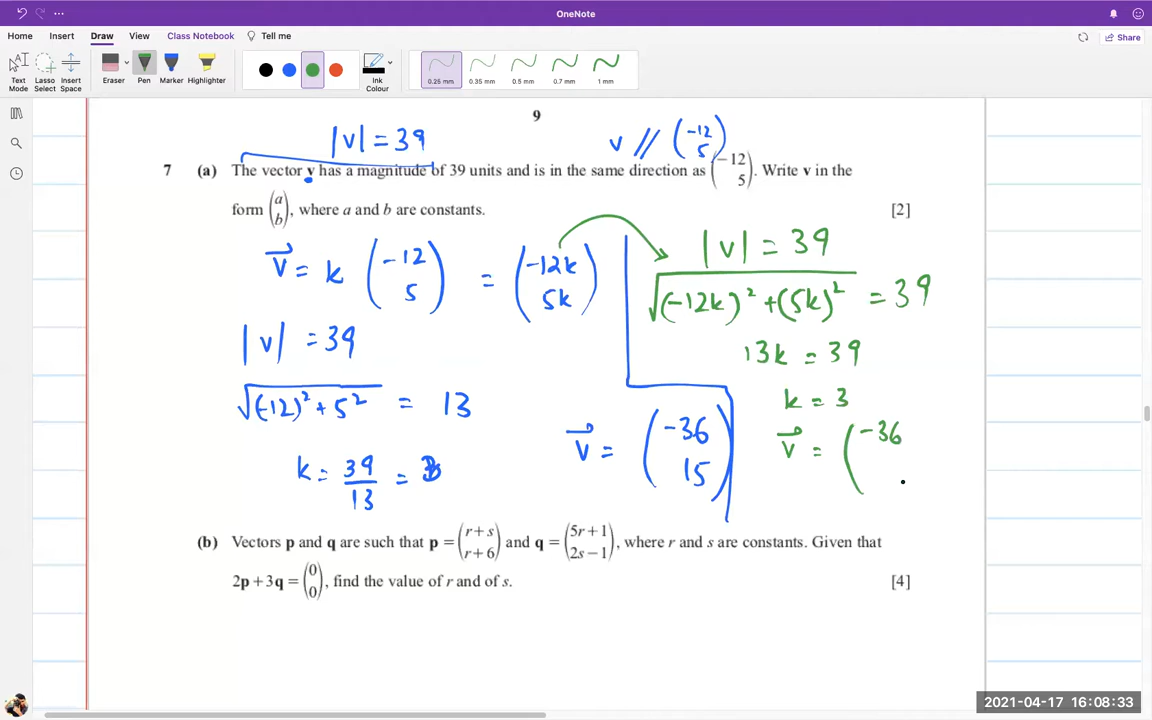 OneNote
Home Insert Draw View Class Notebook Tell me
Share
Text Mode
Lasso Select
Insert Space
Eraser
Pen
Marker
Highlighter
Ink Colour
0.25 mm 0.35 mm 0.5 mm 0.7 mm 1 mm
9
|v| = 39
v // (-12 5)
7 (a) The vector v has a magnitude of 39 units and is in the same direction as (−12 5). Write v in the
form (a b), where a and b are constants. [2]
v⃗ = k (-12 5) = (-12k 5k)
|v| = 39
√(-12)² + 5² = 13
k = 39/13 = 3
v⃗ = (-36 15)
|v| = 39
√(-12k)² + (5k)² = 39
13k = 39
k = 3
v⃗ = (-36
(b) Vectors p and q are such that p = (r+s r+6) and q = (5r+1 2s−1), where r and s are constants. Given that
2p + 3q = (0 0), find the value of r and of s. [4]
2021-04-17 16:08:33